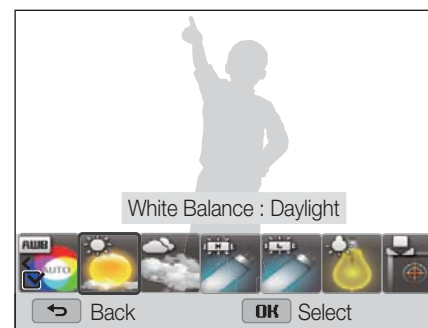 White Balance : Daylight
AWB
AUTO
H
L
Back
OK Select